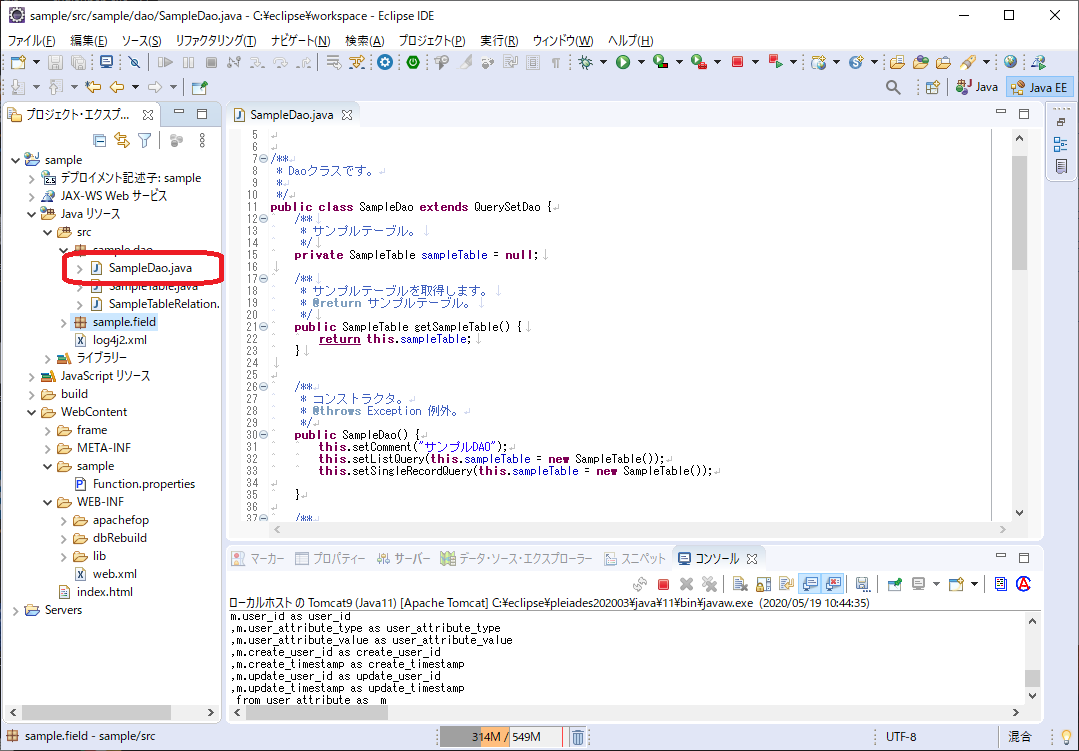 sample/src/sample/dao/SampleDao.java - C:¥eclipse¥workspace - Eclipse IDE
ファイル(F) 編集(E) ソース(S) リファクタリング(T) ナビゲート(N) 検索(A) プロジェクト(P) 実行(R) ウィンドウ(W) ヘルプ(H)
Java Java EE
プロジェクト・エクスプ...
sample
デプロイメント記述子: sample
JAX-WS Web サービス
Java リソース
src
sample.dao
SampleDao.java
SampleTable.java
SampleTableRelation.
sample.field
log4j2.xml
ライブラリー
JavaScript リソース
build
WebContent
frame
META-INF
sample
Function.properties
WEB-INF
apachefop
dbRebuild
lib
web.xml
index.html
Servers
SampleDao.java
5
6
7 /**
8 * Daoクラスです。
9 *
10 */
11 public class SampleDao extends QuerySetDao {
12 /**
13 * サンプルテーブル。
14 */
15 private SampleTable sampleTable = null;
16
17 /**
18 * サンプルテーブルを取得します。
19 * @return サンプルテーブル。
20 */
21 public SampleTable getSampleTable() {
22 return this.sampleTable;
23 }
24
25
26 /**
27 * コンストラクタ。
28 * @throws Exception 例外。
29 */
30 public SampleDao() {
31 this.setComment("サンプルDAO");
32 this.setListQuery(this.sampleTable = new SampleTable());
33 this.setSingleRecordQuery(this.sampleTable = new SampleTable());
34
35 }
36
37 /**
マーカー プロパティー サーバー データ・ソース・エクスプローラー スニペット コンソール
ローカルホスト の Tomcat9 (Java11) [Apache Tomcat] C:¥eclipse¥pleiades202003¥java¥11¥bin¥javaw.exe (2020/05/19 10:44:35)
m.user_id as user_id
,m.user_attribute_type as user_attribute_type
,m.user_attribute_value as user_attribute_value
,m.create_user_id as create_user_id
,m.create_timestamp as create_timestamp
,m.update_user_id as update_user_id
,m.update_timestamp as update_timestamp
from user_attribute as m
sample.field - sample/src 314M / 549M UTF-8 混合